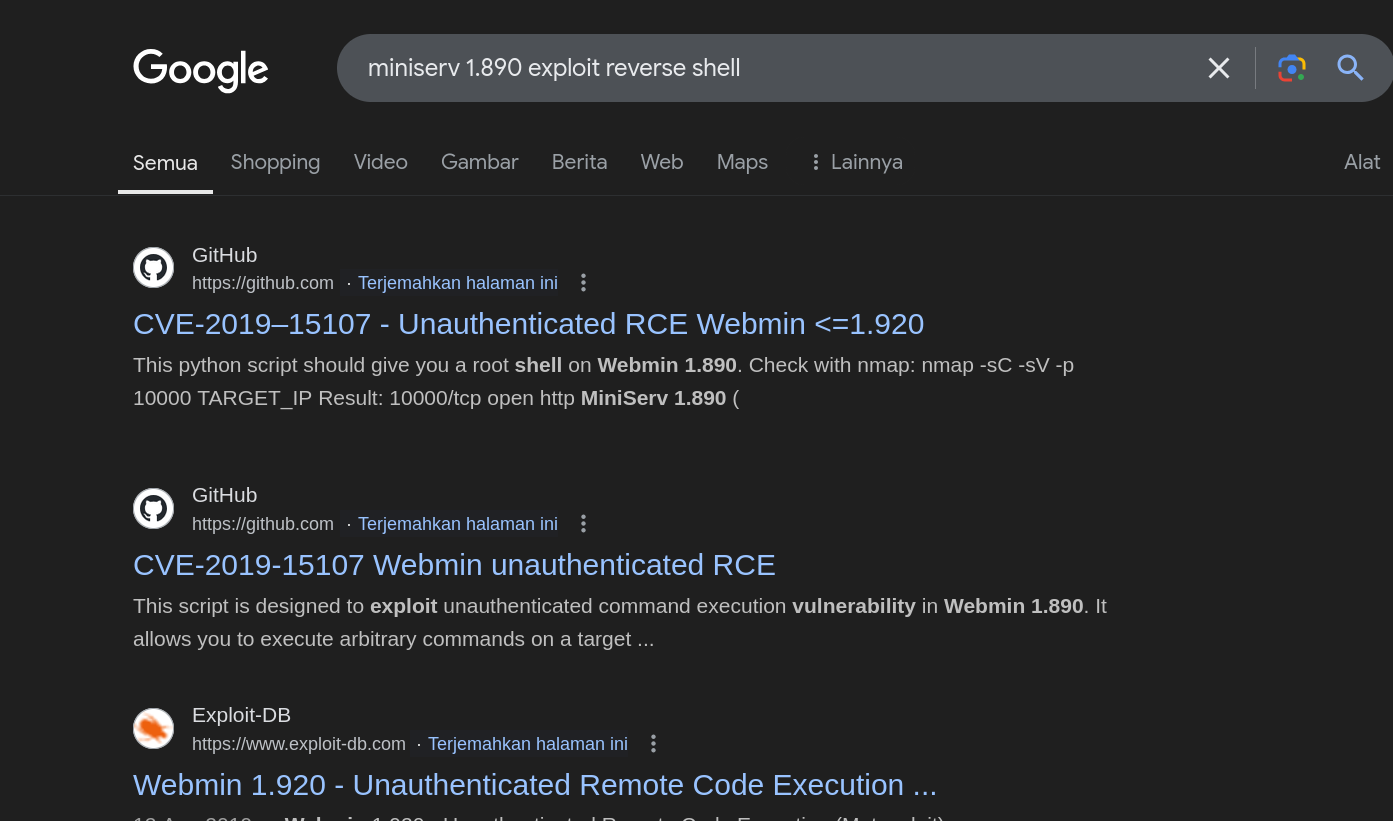 Google
miniserv 1.890 exploit reverse shell
Semua Shopping Video Gambar Berita Web Maps Lainnya Alat
GitHub
https://github.com · Terjemahkan halaman ini
CVE-2019–15107 - Unauthenticated RCE Webmin <=1.920
This python script should give you a root shell on Webmin 1.890. Check with nmap: nmap -sC -sV -p
10000 TARGET_IP Result: 10000/tcp open http MiniServ 1.890 (
GitHub
https://github.com · Terjemahkan halaman ini
CVE-2019-15107 Webmin unauthenticated RCE
This script is designed to exploit unauthenticated command execution vulnerability in Webmin 1.890. It
allows you to execute arbitrary commands on a target ...
Exploit-DB
https://www.exploit-db.com · Terjemahkan halaman ini
Webmin 1.920 - Unauthenticated Remote Code Execution ...